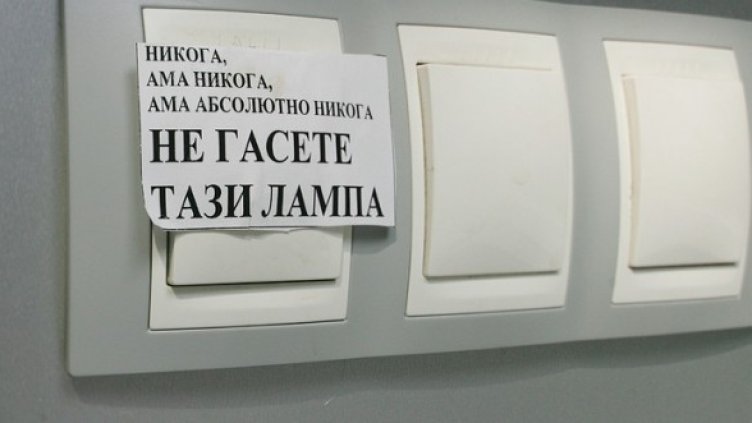 НИКОГА,
АМА НИКОГА,
АМА АБСОЛЮТНО НИКОГА
НЕ ГАСЕТЕ
ТАЗИ ЛАМПА